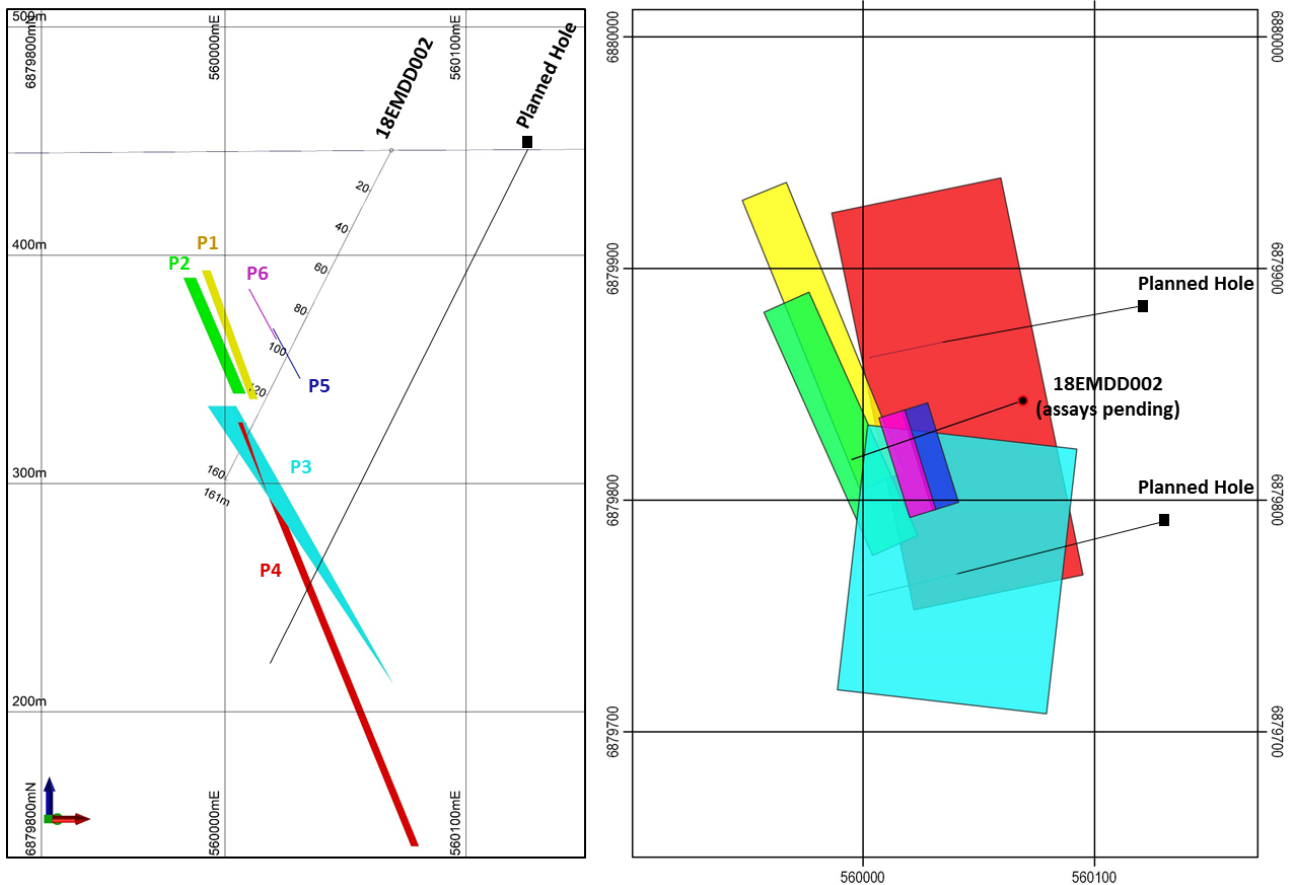 500m
6879800mN
560000mE
560100mE
18EMDD002
Planned Hole
20
40
60
80
100
120
160
161m
400m
P1
P2
P6
P5
300m
P3
P4
200m
6879800mN
560000mE
560100mE
6880000
6880000
6879900
6879900
Planned Hole
18EMDD002
(assays pending)
Planned Hole
6879800
6879800
6879700
6879700
560000
560100